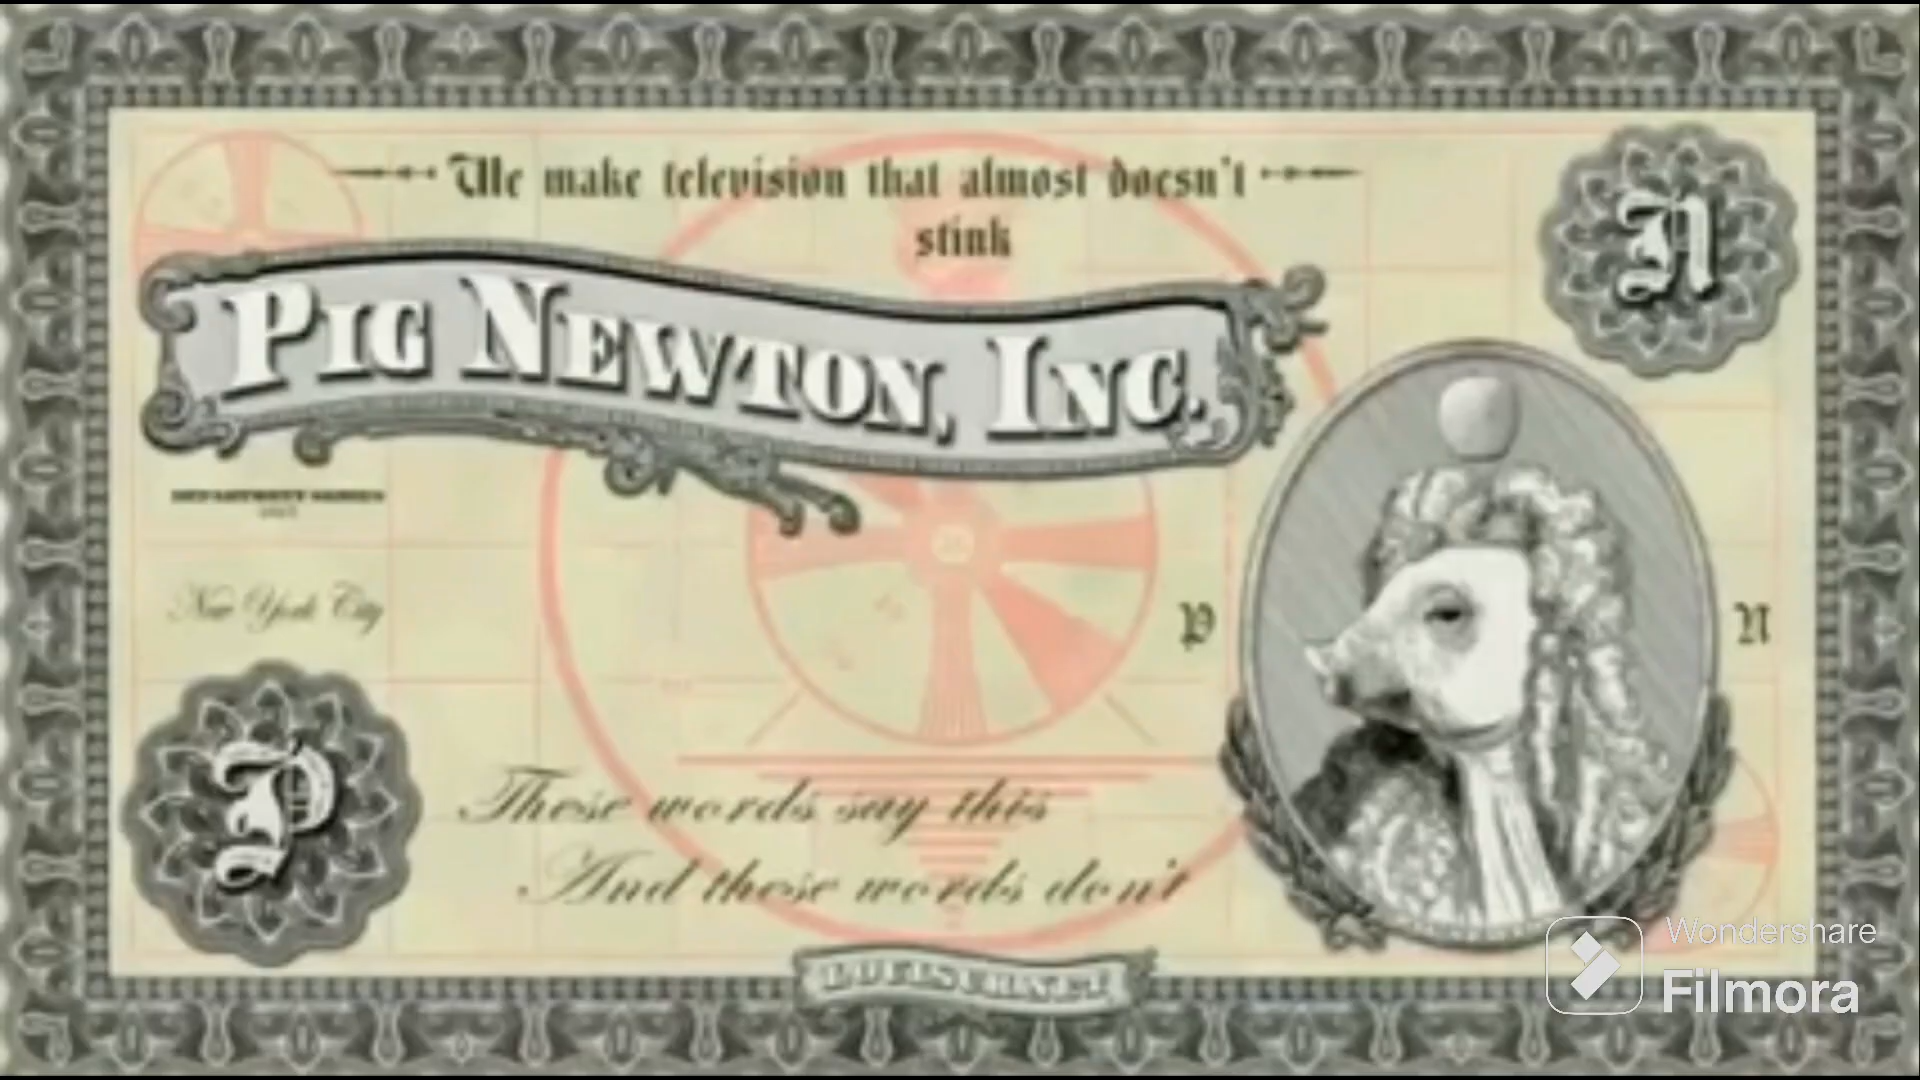 We make television that almost doesn't
stink
N
PIG NEWTON, INC.
New York City
P
N
P
These words say this
And these words don't
Wondershare
Filmora